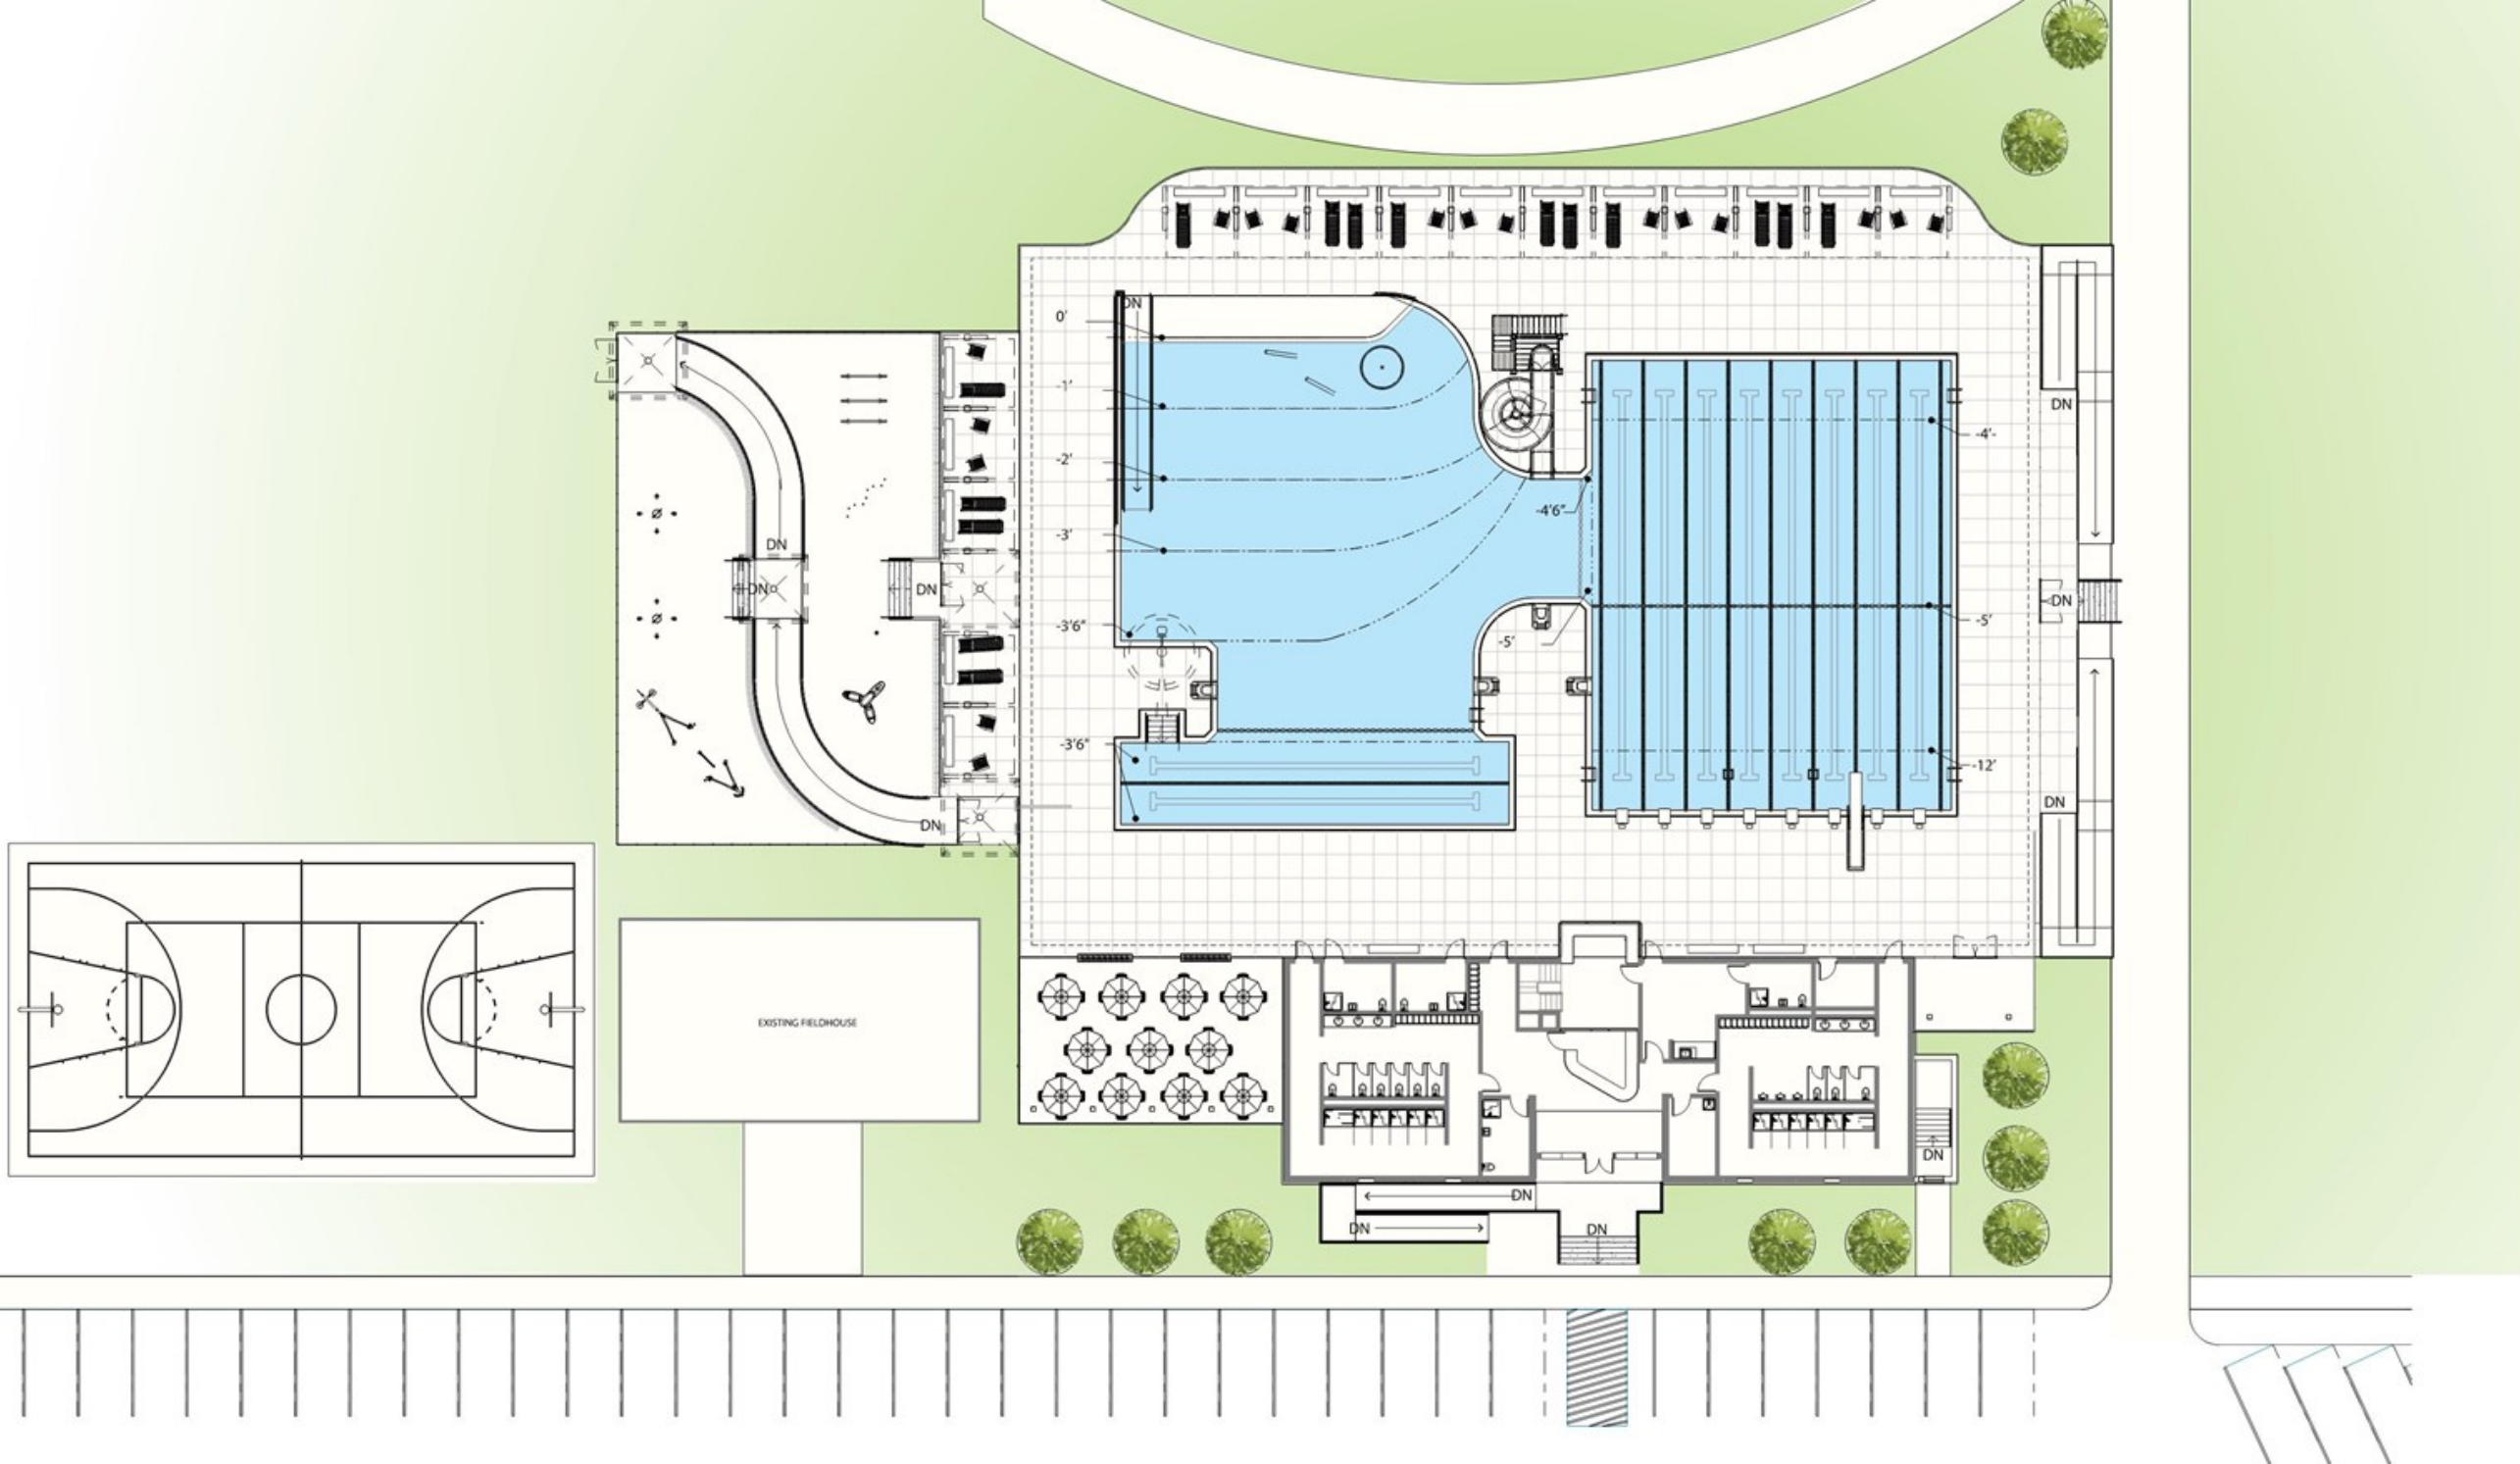 DN
0'
-1'
-2'
-3'
-3'6"
-3'6"
-4'6"
-5'
-4'-
-5'
-12'
DN
DN
DN
DN
DN
DN
DN
DN
EXISTING FIELDHOUSE
DN
DN
DN
DN